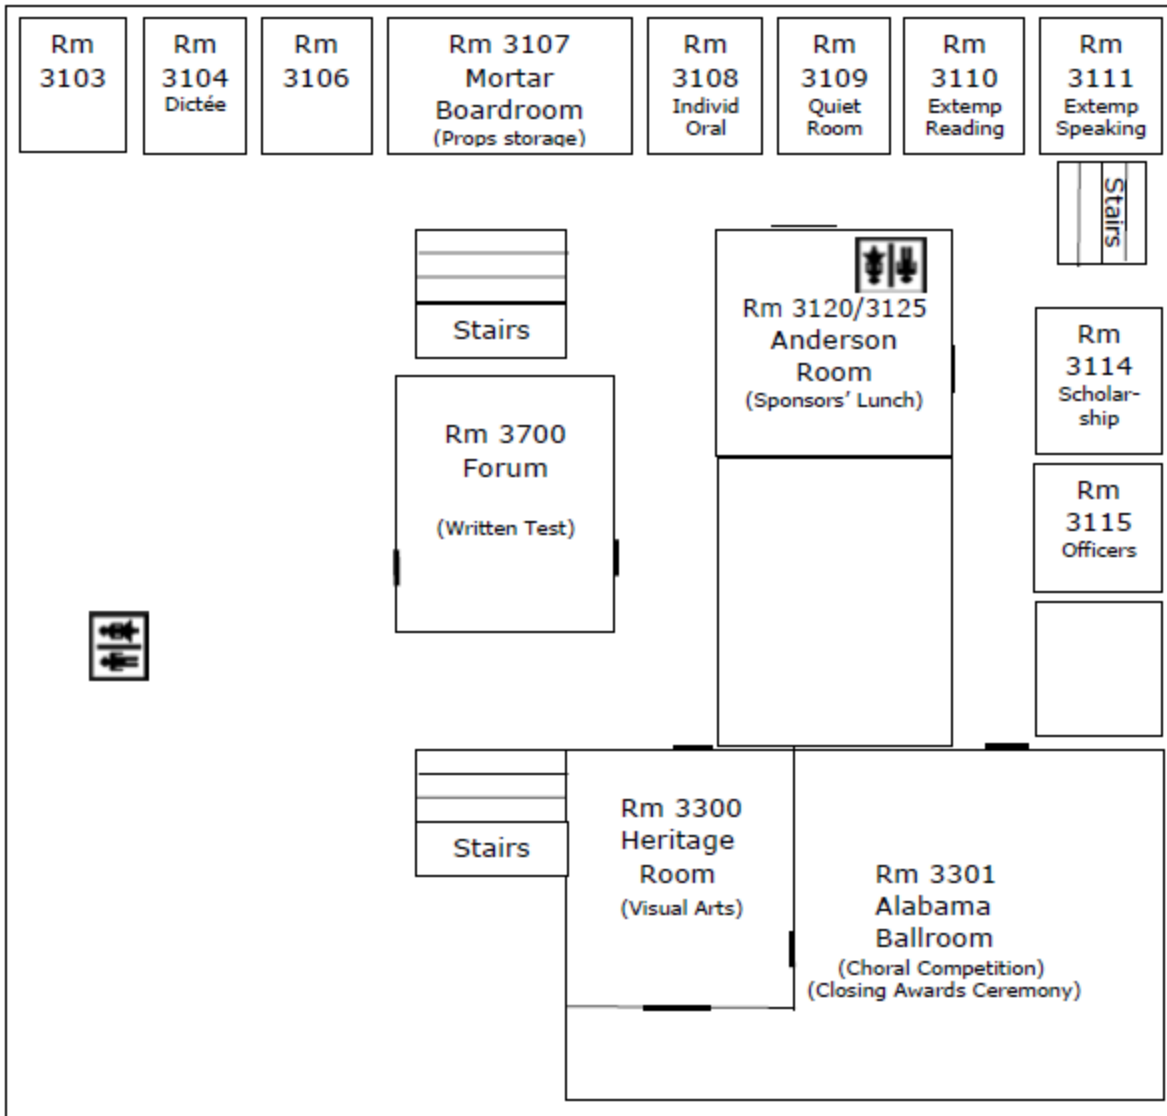 Rm
3103
Rm
3104
Dictée
Rm
3106
Rm 3107
Mortar
Boardroom
(Props storage)
Rm
3108
Individ
Oral
Rm
3109
Quiet
Room
Rm
3110
Extemp
Reading
Rm
3111
Extemp
Speaking
Stairs
Stairs
Rm 3120/3125
Anderson
Room
(Sponsors' Lunch)
Rm
3114
Scholar-
ship
Rm 3700
Forum
(Written Test)
Rm
3115
Officers
Stairs
Rm 3300
Heritage
Room
(Visual Arts)
Rm 3301
Alabama
Ballroom
(Choral Competition)
(Closing Awards Ceremony)